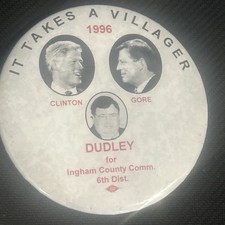 IT TAKES A VILLAGER
1996
CLINTON
GORE
DUDLEY
for
Ingham County Comm.
6th Dist.